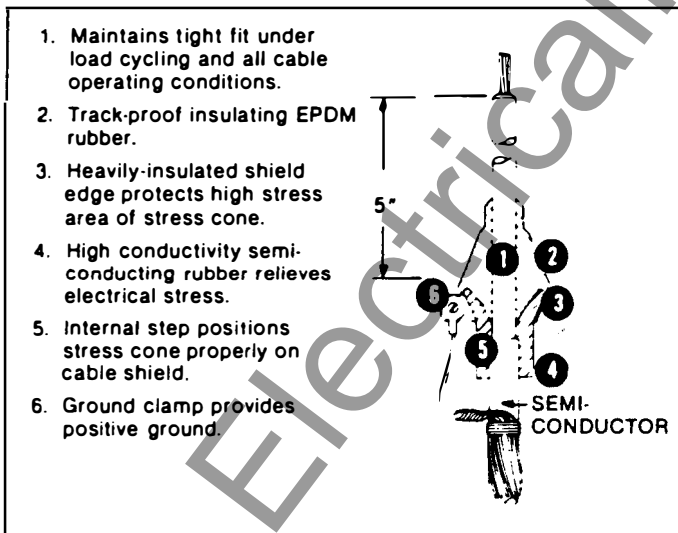 1. Maintains tight fit under
load cycling and all cable
operating conditions.
2. Track-proof insulating EPDM
rubber.
3. Heavily-insulated shield
edge protects high stress
area of stress cone.
4. High conductivity semi-
conducting rubber relieves
electrical stress.
5. Internal step positions
stress cone properly on
cable shield.
6. Ground clamp provides
positive ground.
5"
1
2
6
3
5
4
SEMI-
CONDUCTOR
Electrical